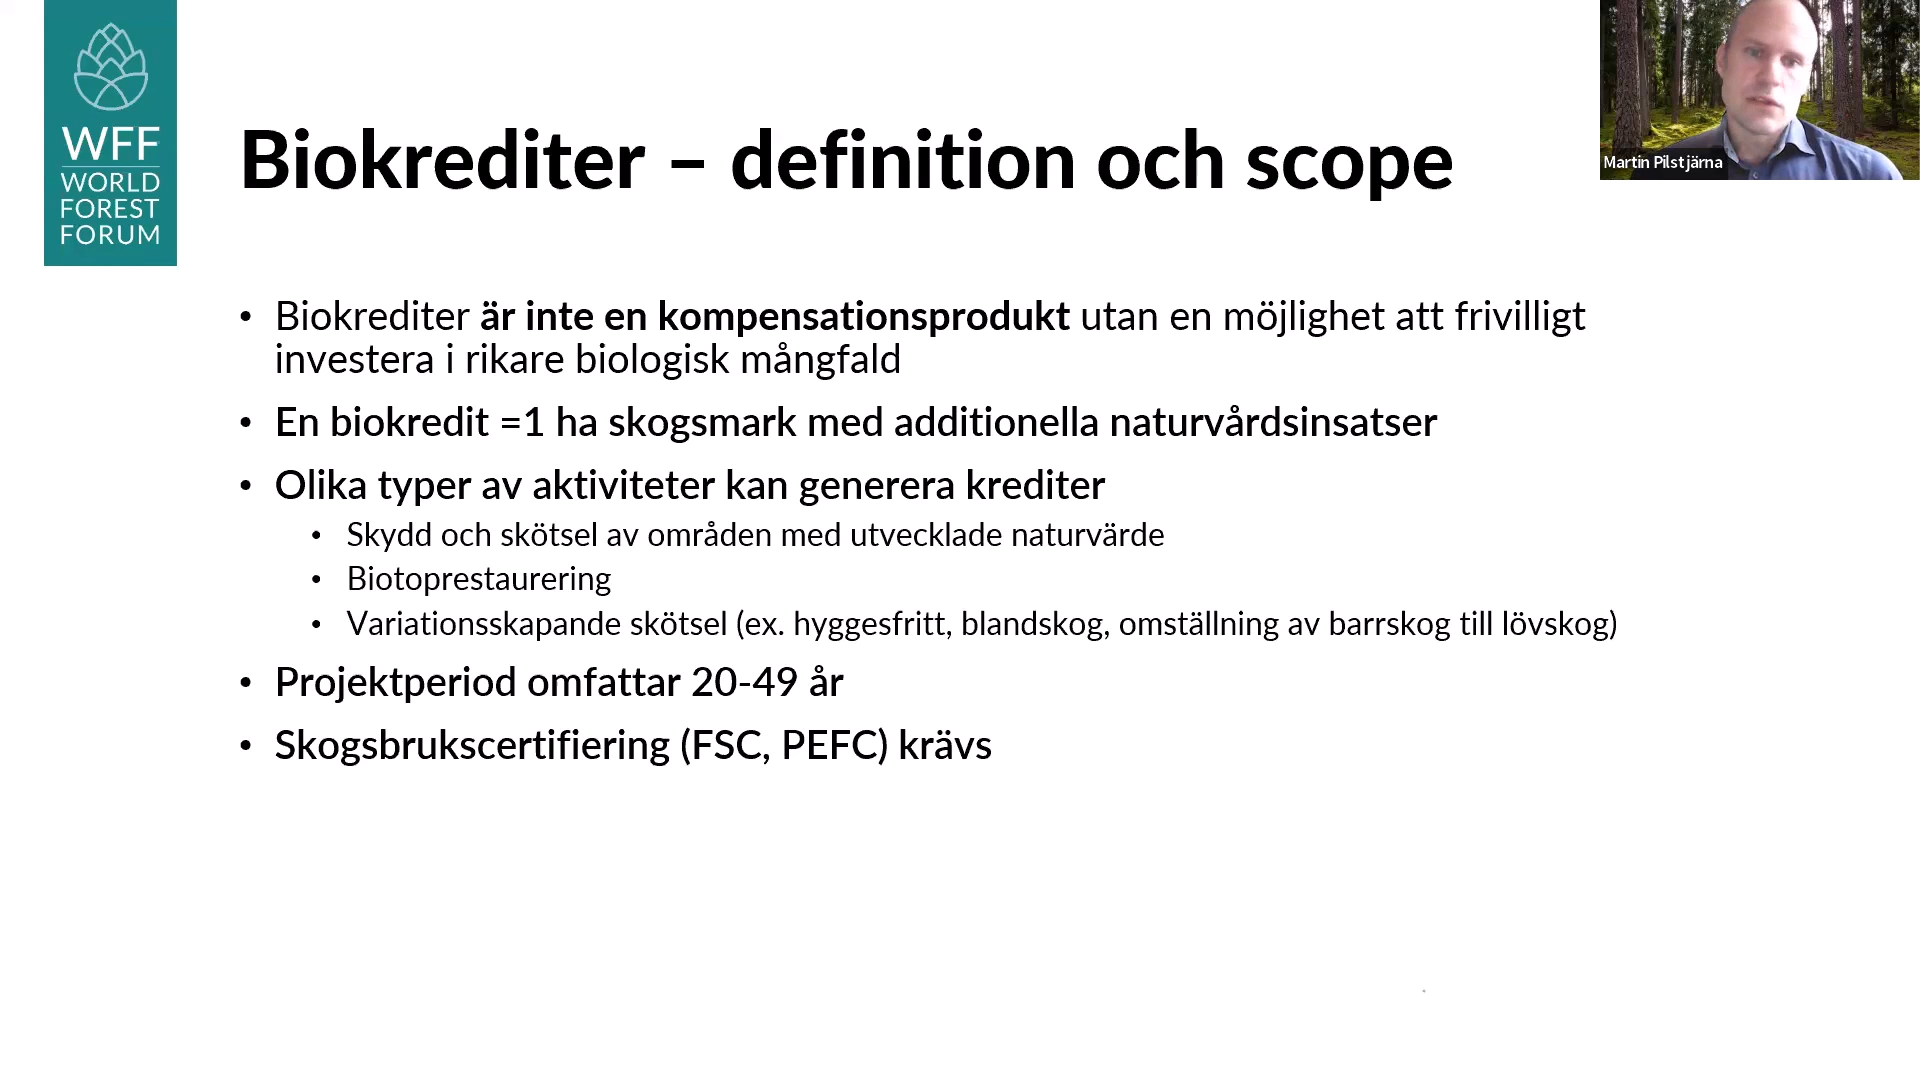 WFF
WORLD
FOREST
FORUM
Martin Pilstjärna
Biokrediter – definition och scope
• Biokrediter är inte en kompensationsprodukt utan en möjlighet att frivilligt
investera i rikare biologisk mångfald
• En biokredit =1 ha skogsmark med additionella naturvårdsinsatser
• Olika typer av aktiviteter kan generera krediter
• Skydd och skötsel av områden med utvecklade naturvärde
• Biotoprestaurering
• Variationsskapande skötsel (ex. hyggesfritt, blandskog, omställning av barrskog till lövskog)
• Projektperiod omfattar 20-49 år
• Skogsbrukscertifiering (FSC, PEFC) krävs